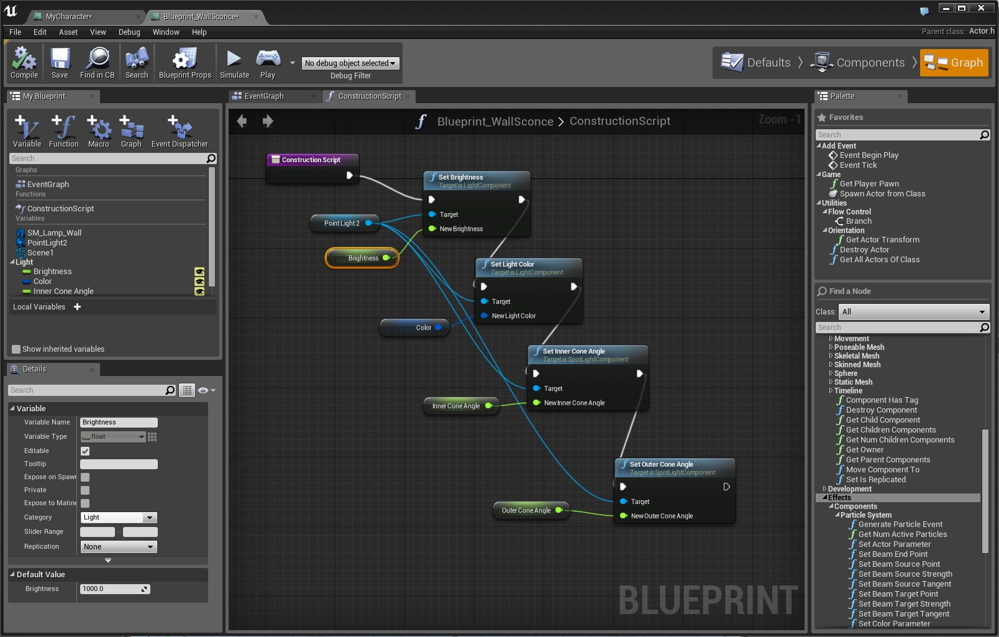 MyCharacter*
Blueprint_WallSconce*
File Edit Asset View Debug Window Help
Parent class: Actor.h
Compile Save Find in CB Search Blueprint Props Simulate Play
No debug object selected
Debug Filter
Defaults Components Graph
My Blueprint
Variable Function Macro Graph Event Dispatcher
Search
Graphs
EventGraph
Functions
ConstructionScript
Variables
SM_Lamp_Wall
PointLight2
Scene1
Light
Brightness
Color
Inner Cone Angle
Local Variables
Show inherited variables
Details
Search
Variable
Variable Name Brightness
Variable Type float
Editable
Tooltip
Expose on Spawn
Private
Expose to Matine
Category Light
Slider Range ..
Replication None
Default Value
Brightness 1000.0
EventGraph
ConstructionScript
Blueprint_WallSconce > ConstructionScript
Zoom -1
Construction Script
Set Brightness
Target is LightComponent
Target
New Brightness
Point Light 2
Brightness
Set Light Color
Target is LightComponent
Target
New Light Color
Color
Set Inner Cone Angle
Target is SpotLightComponent
Target
New Inner Cone Angle
Inner Cone Angle
Set Outer Cone Angle
Target is SpotLightComponent
Target
New Outer Cone Angle
Outer Cone Angle
BLUEPRINT
Palette
Favorites
Search
Add Event
Event Begin Play
Event Tick
Game
Get Player Pawn
Spawn Actor from Class
Utilities
Flow Control
Branch
Orientation
Get Actor Transform
Destroy Actor
Get All Actors Of Class
Find a Node
Class: All
Search
Movement
Poseable Mesh
Skeletal Mesh
Skinned Mesh
Sphere
Static Mesh
Timeline
Component Has Tag
Destroy Component
Get Child Component
Get Children Components
Get Num Children Components
Get Owner
Get Parent Components
Move Component To
Set Is Replicated
Development
Effects
Components
Particle System
Generate Particle Event
Get Num Active Particles
Set Actor Parameter
Set Beam End Point
Set Beam Source Point
Set Beam Source Strength
Set Beam Source Tangent
Set Beam Target Point
Set Beam Target Strength
Set Beam Target Tangent
Set Color Parameter